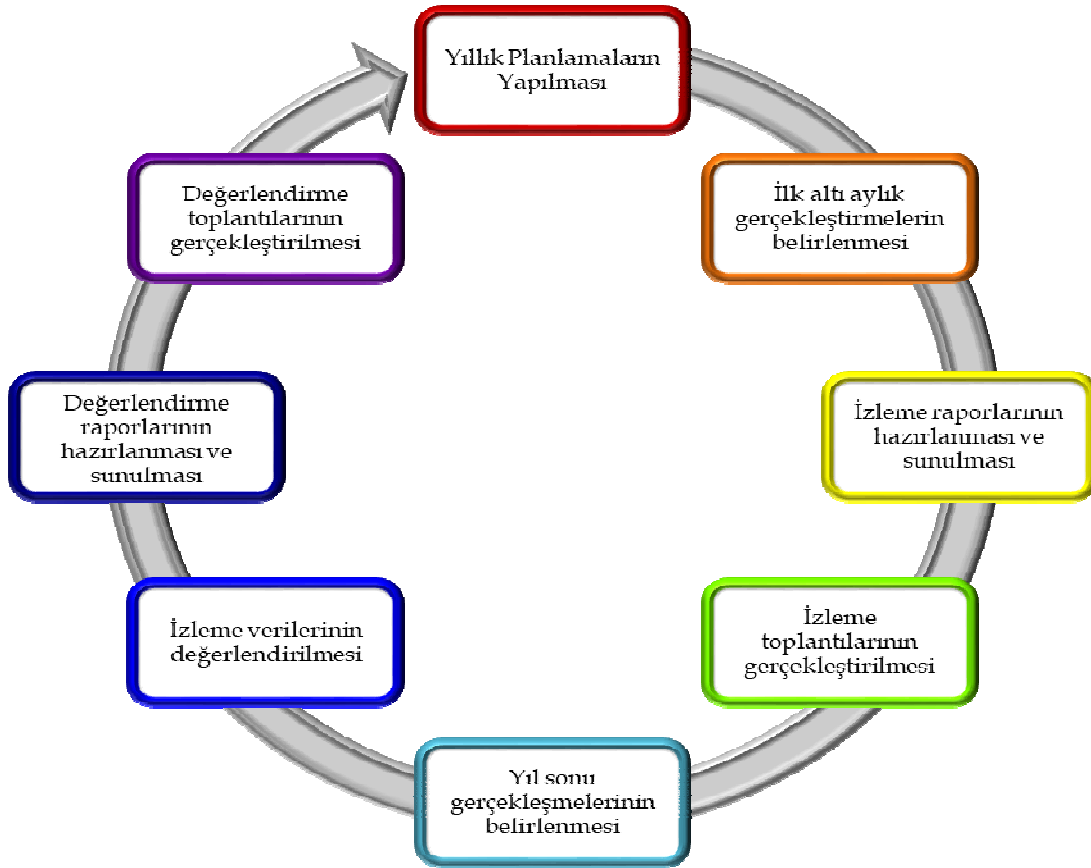 Yıllık Planlamaların
Yapılması
İlk altı aylık
gerçekleştirmelerin
belirlenmesi
İzleme raporlarının
hazırlanması ve
sunulması
İzleme
toplantılarının
gerçekleştirilmesi
Yıl sonu
gerçekleşmelerinin
belirlenmesi
İzleme verilerinin
değerlendirilmesi
Değerlendirme
raporlarının
hazırlanması ve
sunulması
Değerlendirme
toplantılarının
gerçekleştirilmesi